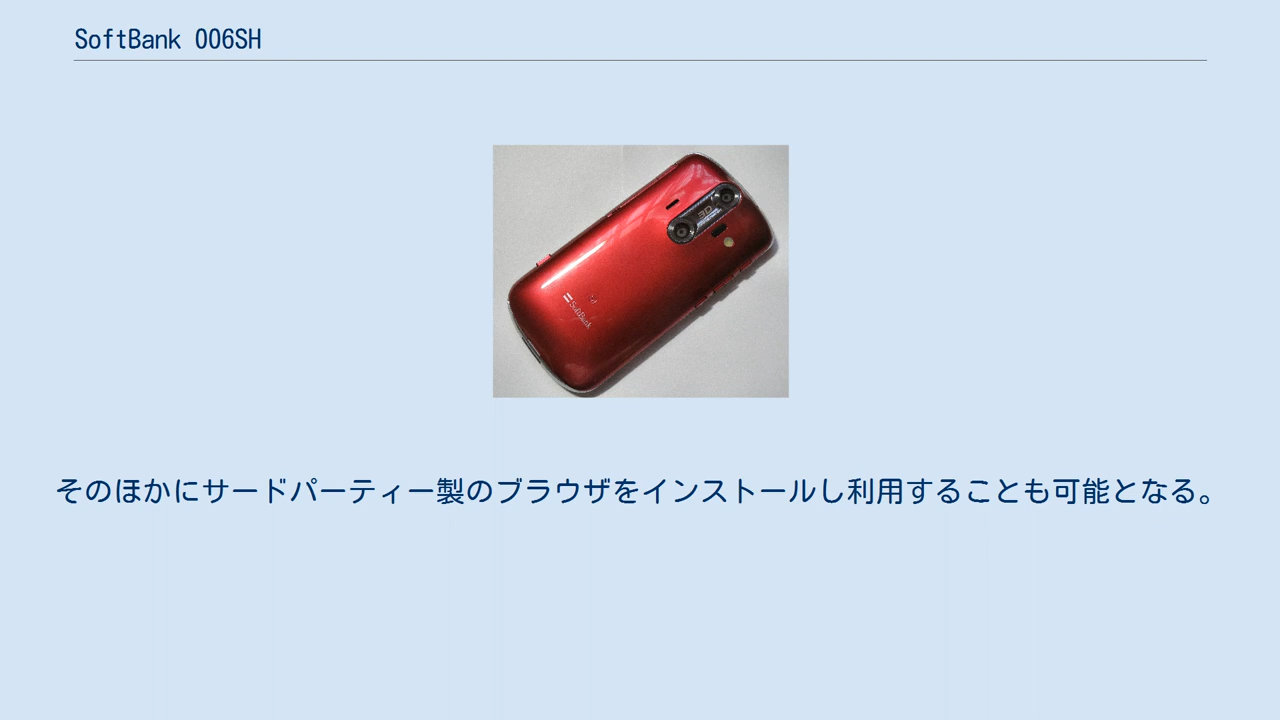 SoftBank 006SH
3D
SoftBank
そのほかにサードパーティー製のブラウザをインストールし利用することも可能となる。